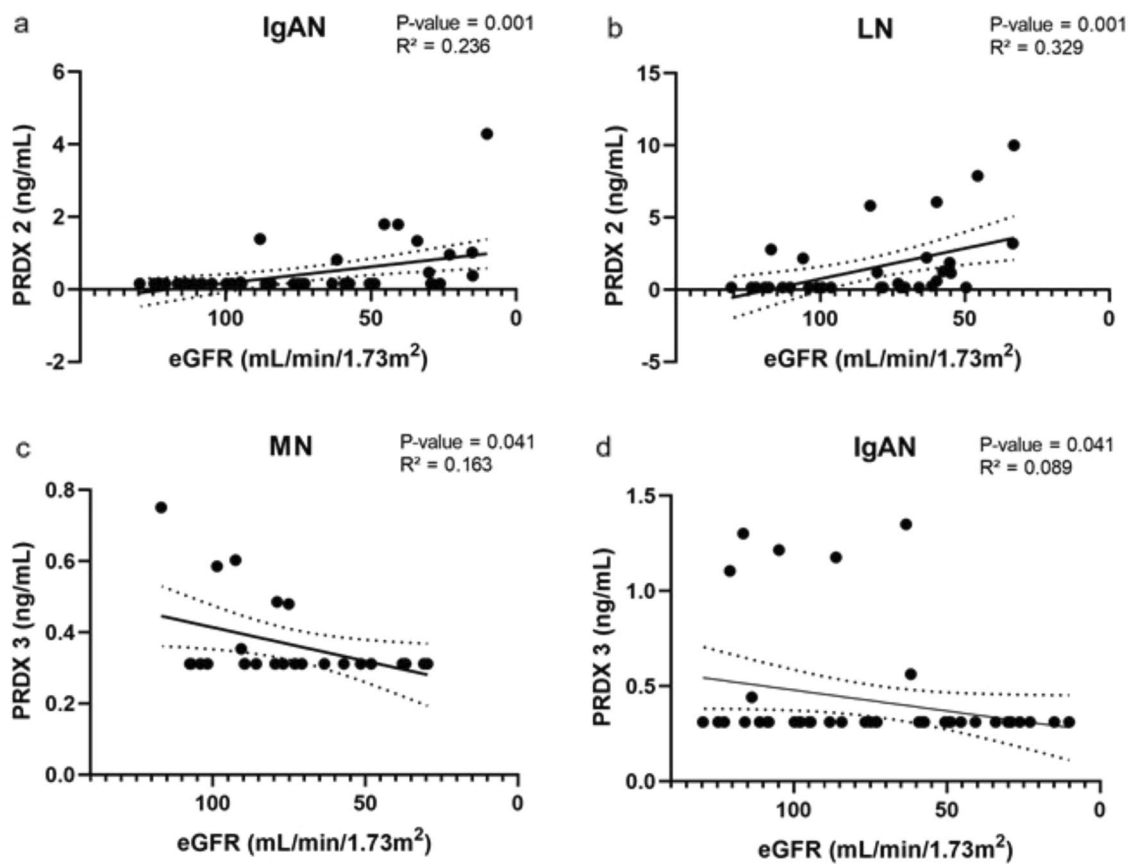 a
IgAN
P-value = 0.001
R² = 0.236
PRDX 2 (ng/mL)
6
4
2
0
-2
100
50
0
eGFR (mL/min/1.73m²)
b
LN
P-value = 0.001
R² = 0.329
PRDX 2 (ng/mL)
15
10
5
0
-5
100
50
0
eGFR (mL/min/1.73m²)
c
MN
P-value = 0.041
R² = 0.163
PRDX 3 (ng/mL)
0.8
0.6
0.4
0.2
0.0
100
50
0
eGFR (mL/min/1.73m²)
d
IgAN
P-value = 0.041
R² = 0.089
PRDX 3 (ng/mL)
1.5
1.0
0.5
0.0
100
50
0
eGFR (mL/min/1.73m²)